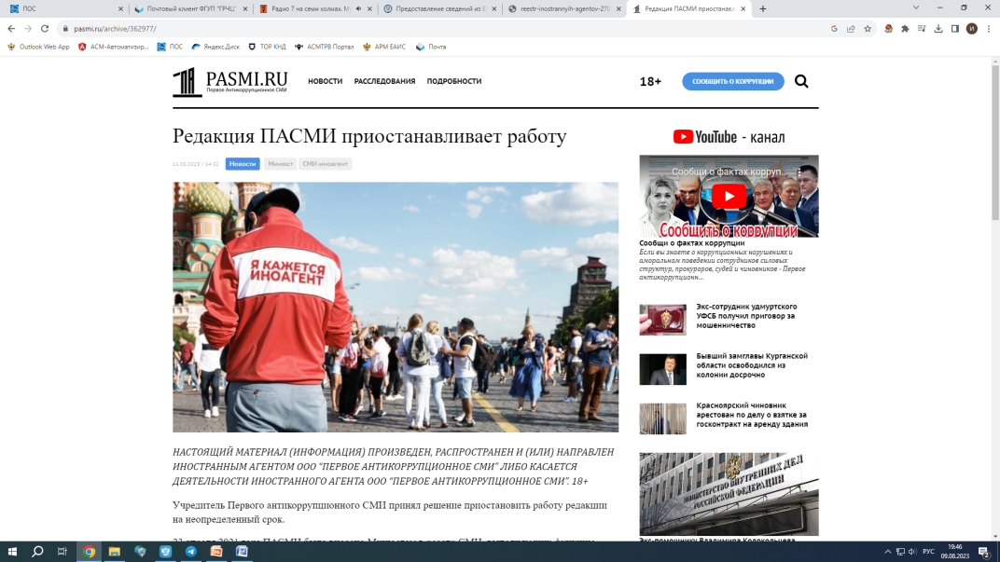 ПОС
Почтовый клиент ФГУП "ГРЧЦ"
Радио 7 на семи холмах. М
Предоставление сведений из Е
reestr-inostrannyih-agentov-270
Редакция ПАСМИ приостанавл
pasmi.ru/archive/362977/
Outlook Web App
АСМ-Автоматизир...
ПОС
Яндекс.Диск
ТОР КНД
АСМТРВ Портал
АРМ ЕАИС
Почта
PASMI.RU
Первое Антикоррупционное СМИ
НОВОСТИ
РАССЛЕДОВАНИЯ
ПОДРОБНОСТИ
18+
СООБЩИТЬ О КОРРУПЦИИ
Редакция ПАСМИ приостанавливает работу
11.05.2023 / 14:32
Новости
Минюст
СМИ-иноагент
Я КАЖЕТСЯ
ИНОАГЕНТ
НАСТОЯЩИЙ МАТЕРИАЛ (ИНФОРМАЦИЯ) ПРОИЗВЕДЕН, РАСПРОСТРАНЕН И (ИЛИ) НАПРАВЛЕН
ИНОСТРАННЫМ АГЕНТОМ ООО “ПЕРВОЕ АНТИКОРРУПЦИОННОЕ СМИ” ЛИБО КАСАЕТСЯ
ДЕЯТЕЛЬНОСТИ ИНОСТРАННОГО АГЕНТА ООО “ПЕРВОЕ АНТИКОРРУПЦИОННОЕ СМИ”. 18+
Учредитель Первого антикоррупционного СМИ принял решение приостановить работу редакции
на неопределенный срок.
YouTube - канал
Сообщи о фактах корруп...
Сообщить о коррупции
Сообщи о фактах коррупции
Если вы знаете о коррупционных нарушениях и
аморальном поведении сотрудников силовых
структур, прокуроров, судей и чиновников - Первое
антикоррупционн...
Экс-сотрудник удмуртского
УФСБ получил приговор за
мошенничество
Бывший замглавы Курганской
области освободился из
колонии досрочно
Красноярский чиновник
арестован по делу о взятке за
госконтракт на аренду здания
МИНИСТЕРСТВО ВНУТРЕННИХ ДЕЛ
РОССИЙСКОЙ ФЕДЕРАЦИИ
Экс-помощнику Владимира Колокольцева
РУС
19:46
09.08.2023